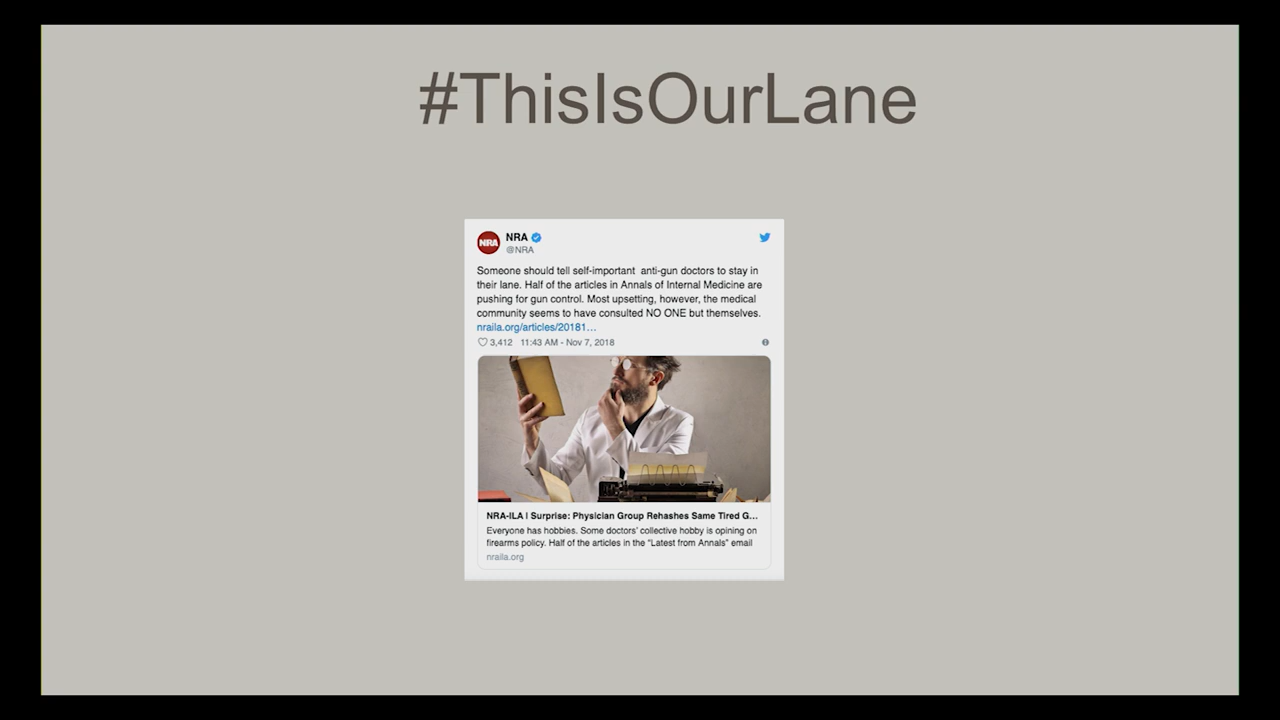 #ThisIsOurLane
NRA
NRA
@NRA
Someone should tell self-important anti-gun doctors to stay in
their lane. Half of the articles in Annals of Internal Medicine are
pushing for gun control. Most upsetting, however, the medical
community seems to have consulted NO ONE but themselves.
nraila.org/articles/20181…
3,412 11:43 AM - Nov 7, 2018
NRA-ILA | Surprise: Physician Group Rehashes Same Tired G…
Everyone has hobbies. Some doctors' collective hobby is opining on
firearms policy. Half of the articles in the "Latest from Annals" email
nraila.org